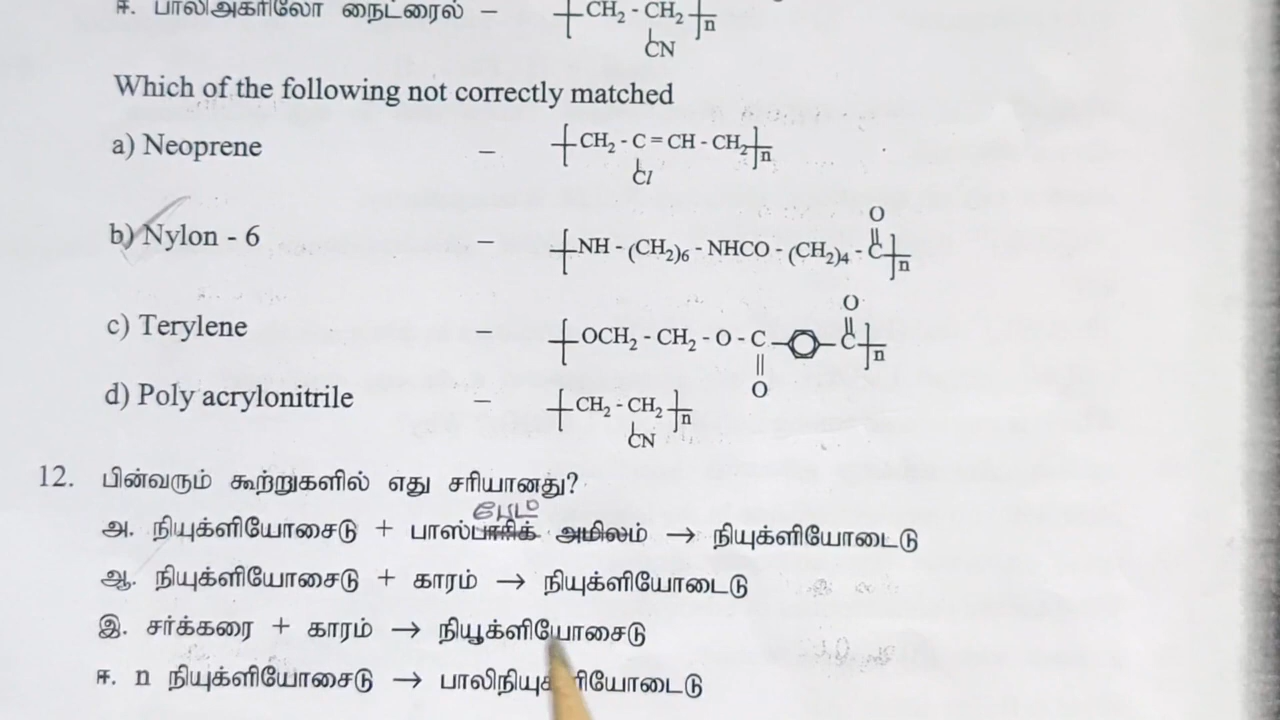 ஈ. பாலிஅகரிலோ நைட்ரைல் – [CH₂ - CH₂]n
CN
Which of the following not correctly matched
a) Neoprene – [CH₂ - C = CH - CH₂]n
Cl
b) Nylon - 6 – [NH - (CH₂)₆ - NHCO - (CH₂)₄ - C]n
O
c) Terylene – [OCH₂ - CH₂ - O - C - C]n
O
O
d) Poly acrylonitrile – [CH₂ - CH₂]n
CN
12. பின்வரும் கூற்றுகளில் எது சரியானது?
அ. நியுக்ளியோசைடு + பாஸ்பாரிக் அமிலம் → நியுக்ளியோடைடு
ஆ. நியுக்ளியோசைடு + காரம் → நியுக்ளியோடைடு
இ. சர்க்கரை + காரம் → நியூக்ளியோசைடு
ஈ. n நியுக்ளியோசைடு → பாலிநியுக்ளியோடைடு